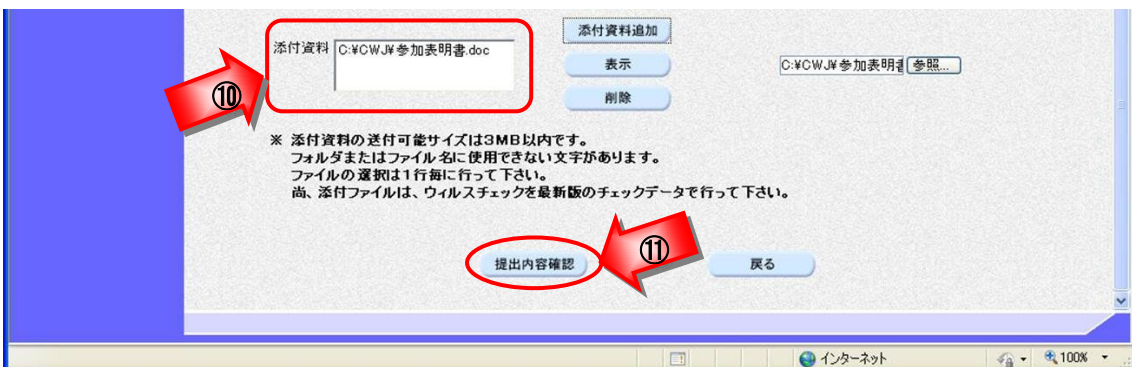 添付資料追加
添付資料 C:¥CWJ¥参加表明書.doc
表示
C:¥CWJ¥参加表明書 参照...
⑩
削除
※ 添付資料の送付可能サイズは3MB以内です。
フォルダまたはファイル名に使用できない文字があります。
ファイルの選択は1行毎に行って下さい。
尚、添付ファイルは、ウィルスチェックを最新版のチェックデータで行って下さい。
⑪
提出内容確認
戻る
インターネット
100%